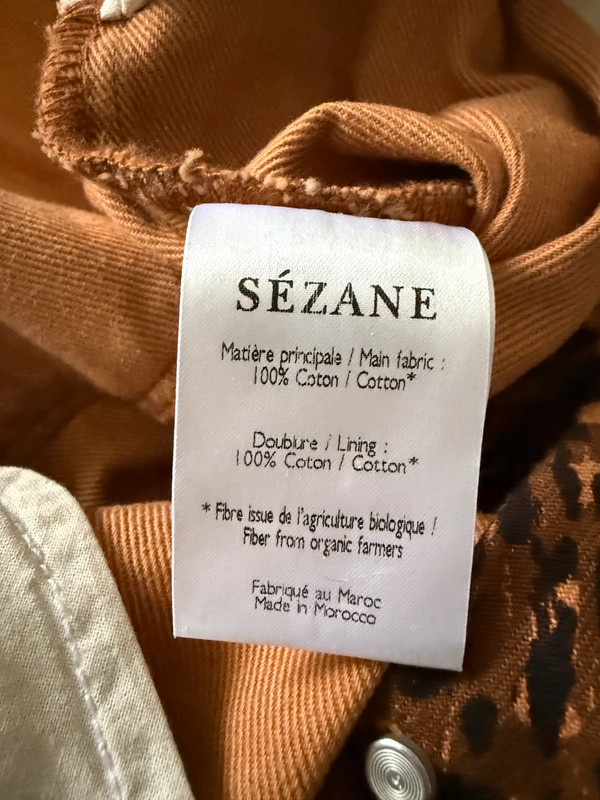 SÉZANE
Matière principale / Main fabric :
100% Coton / Cotton*
Doublure / Lining :
100% Coton / Cotton*
* Fibre issue de l'agriculture biologique /
Fiber from organic farmers
Fabriqué au Maroc
Made in Morocco